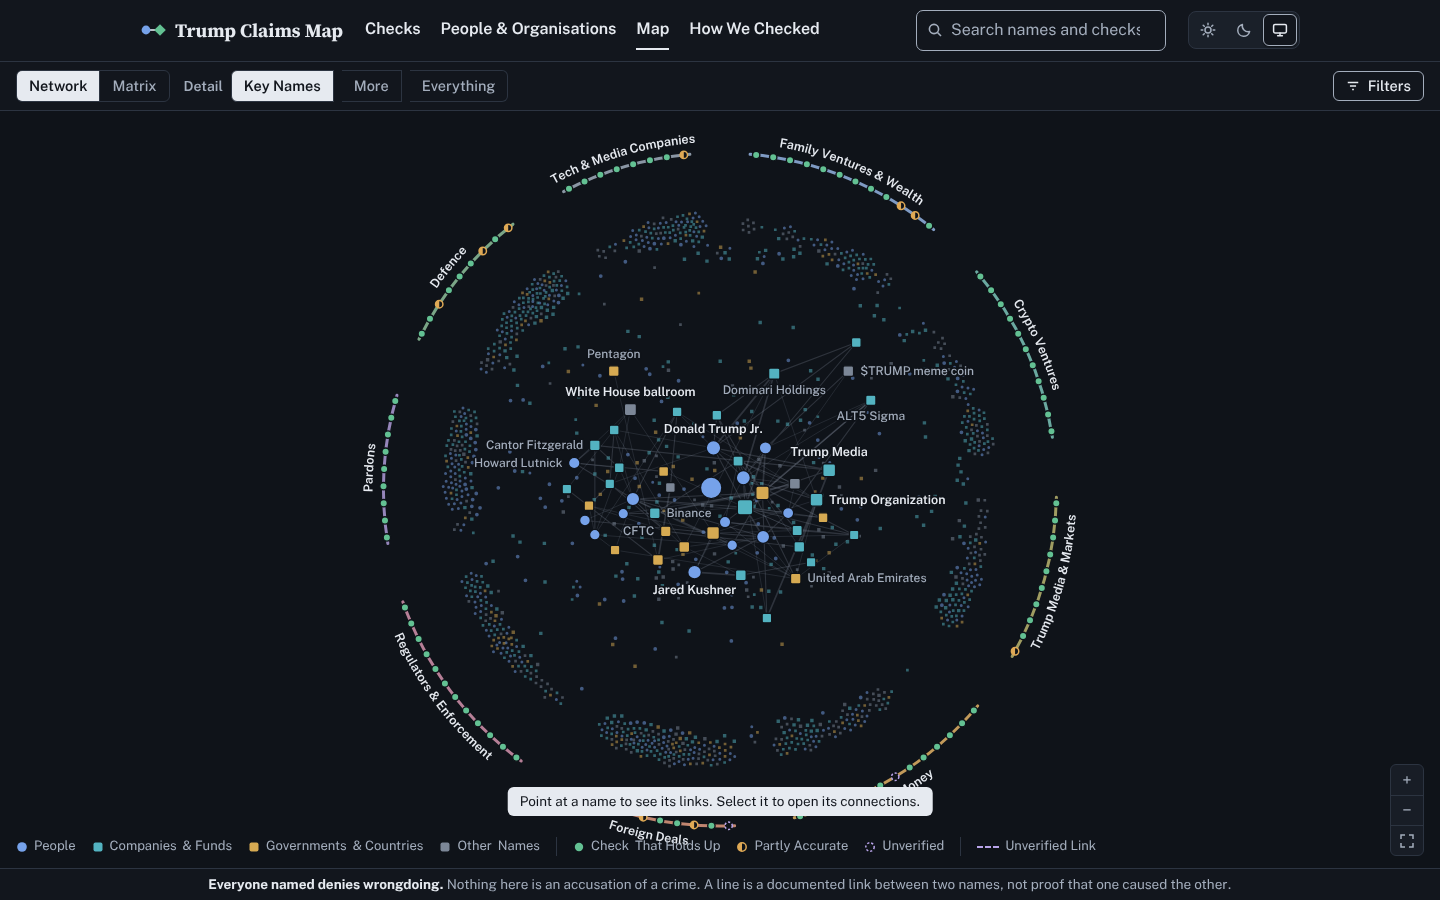 Trump Claims Map
Checks
People & Organisations
Map
How We Checked
Search names and checks
Network
Matrix
Detail
Key Names
More
Everything
Filters
Tech & Media Companies
Family Ventures & Wealth
Defence
Crypto Ventures
Pardons
Trump Media & Markets
Regulators & Enforcement
Money
Foreign Deals
Pentagon
White House ballroom
Dominari Holdings
$TRUMP meme coin
ALT5 Sigma
Donald Trump Jr.
Cantor Fitzgerald
Howard Lutnick
Trump Media
Trump Organization
Binance
CFTC
United Arab Emirates
Jared Kushner
Point at a name to see its links. Select it to open its connections.
People
Companies & Funds
Governments & Countries
Other Names
Check That Holds Up
Partly Accurate
Unverified
Unverified Link
Everyone named denies wrongdoing. Nothing here is an accusation of a crime. A line is a documented link between two names, not proof that one caused the other.